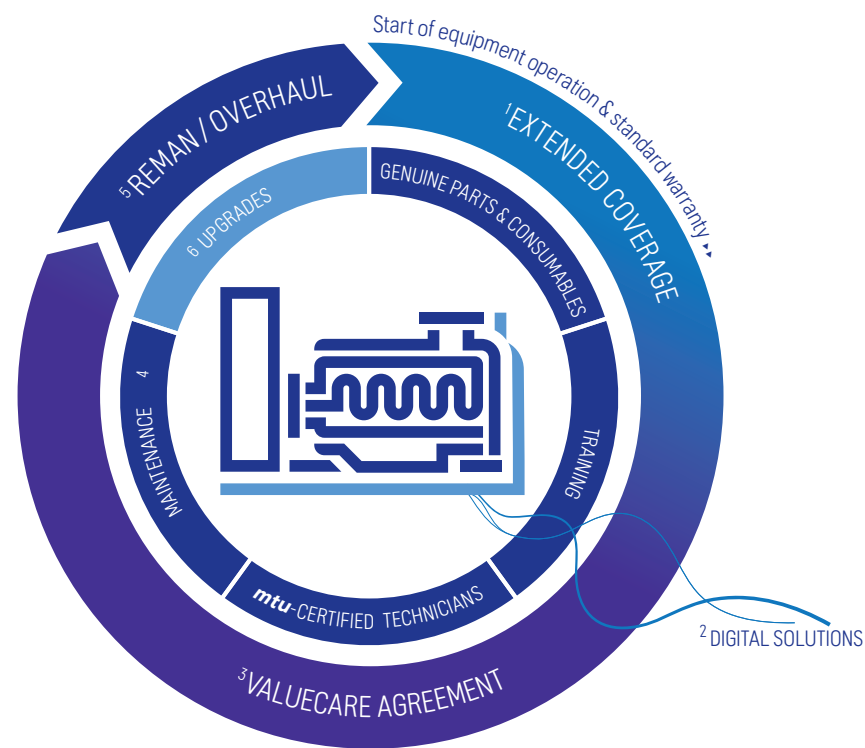 Start of equipment operation & standard warranty
1 EXTENDED COVERAGE
2 DIGITAL SOLUTIONS
3 VALUECARE AGREEMENT
5 REMAN / OVERHAUL
GENUINE PARTS & CONSUMABLES
TRAINING
mtu-CERTIFIED TECHNICIANS
MAINTENANCE 4
6 UPGRADES